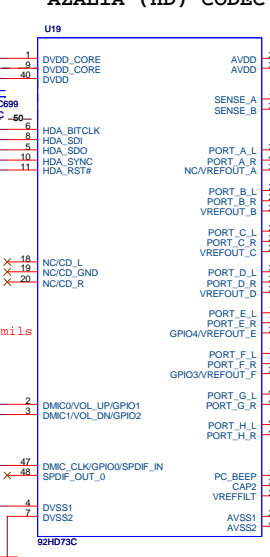 AZALIA (HD) CODEC
U19
1 DVDD_CORE
9 DVDD_CORE
40 DVDD
C699
50
6 HDA_BITCLK
8 HDA_SDI
5 HDA_SDO
10 HDA_SYNC
11 HDA_RST#
18 NC/CD_L
19 NC/CD_GND
20 NC/CD_R
mils
2 DMIC0/VOL_UP/GPIO1
3 DMIC1/VOL_DN/GPIO2
47 DMIC_CLK/GPIO0/SPDIF_IN
48 SPDIF_OUT_0
4 DVSS1
7 DVSS2
AVDD
AVDD
SENSE_A
SENSE_B
PORT_A_L
PORT_A_R
NC/VREFOUT_A
PORT_B_L
PORT_B_R
VREFOUT_B
PORT_C_L
PORT_C_R
VREFOUT_C
PORT_D_L
PORT_D_R
VREFOUT_D
PORT_E_L
PORT_E_R
GPIO4/VREFOUT_E
PORT_F_L
PORT_F_R
GPIO3/VREFOUT_F
PORT_G_L
PORT_G_R
PORT_H_L
PORT_H_R
PC_BEEP
CAP2
VREFFILT
AVSS1
AVSS2
92HD73C